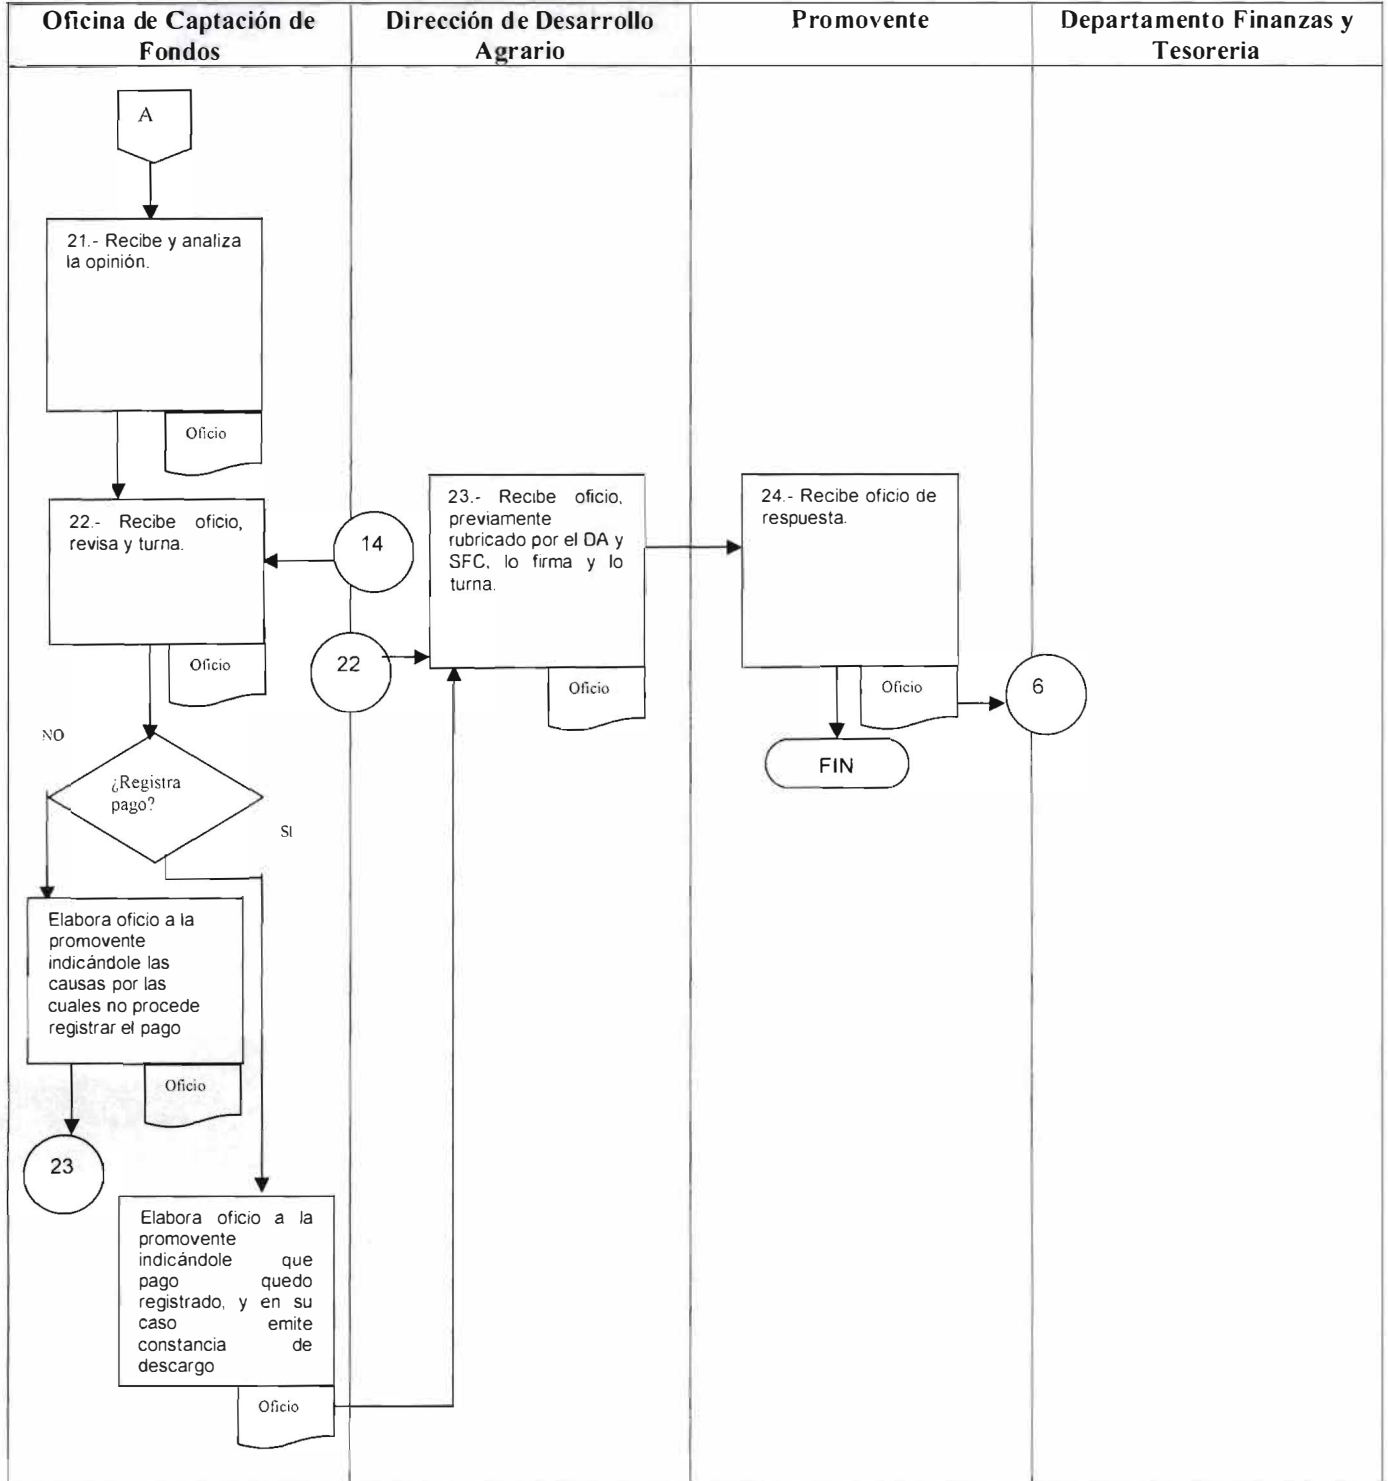 Oficina de Captación de
Fondos
Dirección de Desarrollo
Agrario
Promovente
Departamento Finanzas y
Tesoreria
A
21.- Recibe y analiza
la opinión.
Oficio
22.- Recibe oficio,
revisa y turna.
Oficio
14
22
23.- Recibe oficio,
previamente
rubricado por el DA y
SFC, lo firma y lo
turna.
Oficio
24.- Recibe oficio de
respuesta.
Oficio
6
FIN
NO
¿Registra
pago?
SI
Elabora oficio a la
promovente
indicándole las
causas por las
cuales no procede
registrar el pago
Oficio
23
Elabora oficio a la
promovente
indicándole que
pago quedo
registrado, y en su
caso emite
constancia de
descargo
Oficio